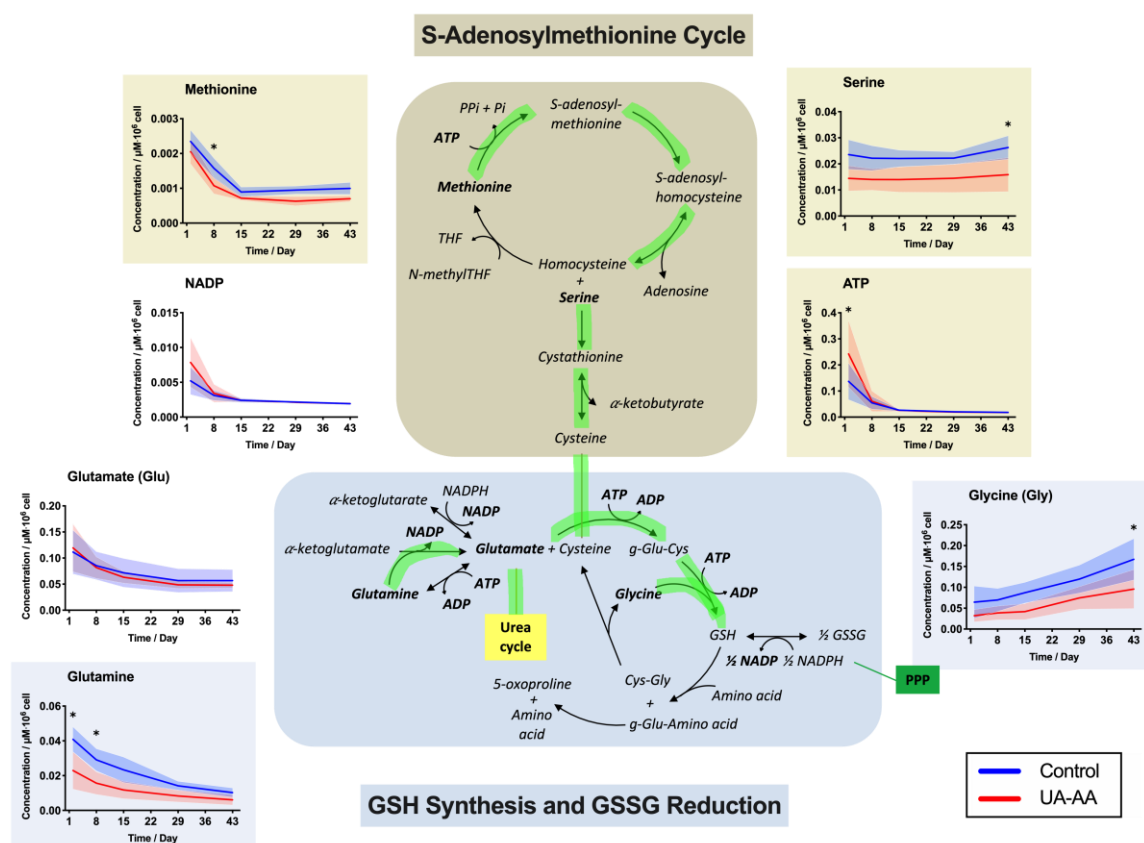 S-Adenosylmethionine Cycle
Methionine
Concentration / µM·10⁶ cell
0.003
0.002
0.001
0.000
*
1 8 15 22 29 36 43
Time / Day
NADP
Concentration / µM·10⁶ cell
0.015
0.010
0.005
0.000
1 8 15 22 29 36 43
Time / Day
PPi + Pi
ATP
Methionine
S-adenosyl-
methionine
S-adenosyl-
homocysteine
THF
N-methylTHF
Homocysteine
+
Serine
Adenosine
Cystathionine
α-ketobutyrate
Cysteine
Serine
Concentration / µM·10⁶ cell
0.04
0.03
0.02
0.01
0.00
*
1 8 15 22 29 36 43
Time / Day
ATP
Concentration / µM·10⁶ cell
0.4
0.3
0.2
0.1
0.0
*
1 8 15 22 29 36 43
Time / Day
Glutamate (Glu)
Concentration / µM·10⁶ cell
0.20
0.15
0.10
0.05
0.00
1 8 15 22 29 36 43
Time / Day
Glutamine
Concentration / µM·10⁶ cell
0.06
0.04
0.02
0.00
* *
1 8 15 22 29 36 43
Time / Day
α-ketoglutarate
NADPH
NADP
NADP
α-ketoglutamate
Glutamate + Cysteine
ATP
ADP
g-Glu-Cys
Glutamine
ATP
ADP
Urea
cycle
Glycine
ATP
ADP
GSH
½ GSSG
½ NADP
½ NADPH
PPP
Cys-Gly
+
g-Glu-Amino acid
Amino acid
5-oxoproline
+
Amino
acid
Glycine (Gly)
Concentration / µM·10⁶ cell
0.25
0.20
0.15
0.10
0.05
0.00
*
1 8 15 22 29 36 43
Time / Day
GSH Synthesis and GSSG Reduction
Control
UA-AA